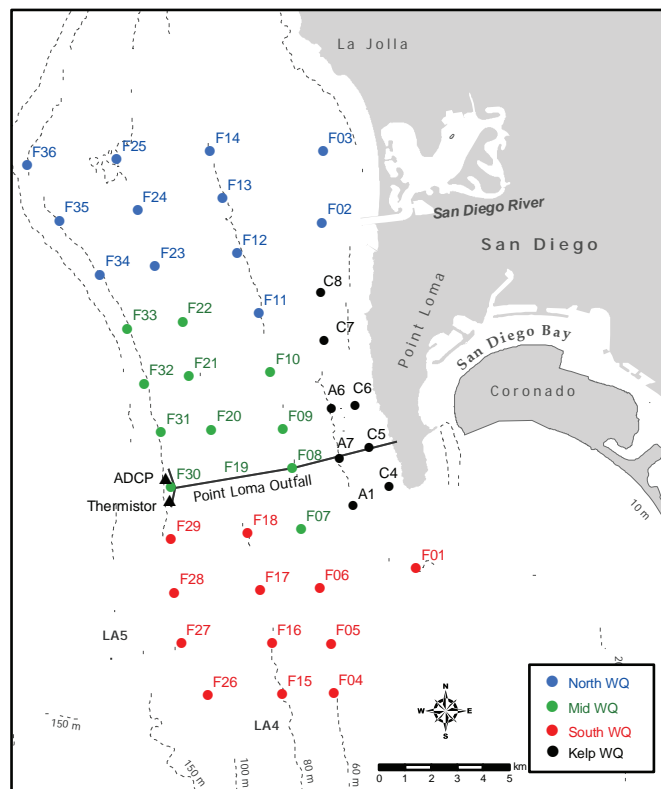 La Jolla
F36
F25
F14
F03
F13
F24
F35
F02
San Diego River
San Diego
F12
F23
F34
C8
F11
Point Loma
F33
F22
C7
San Diego Bay
F10
F21
F32
Coronado
A6
C6
F31
F20
F09
C5
F08
A7
F19
ADCP
F30
Point Loma Outfall
C4
Thermistor
A1
10 m
F18
F07
F29
F01
F17
F06
F28
LA5
F27
F16
F05
F26
F15
F04
LA4
150 m
150 m
100 m
80 m
60 m
N
W
E
S
km
0
1
2
3
4
5
2
North WQ
Mid WQ
South WQ
Kelp WQ